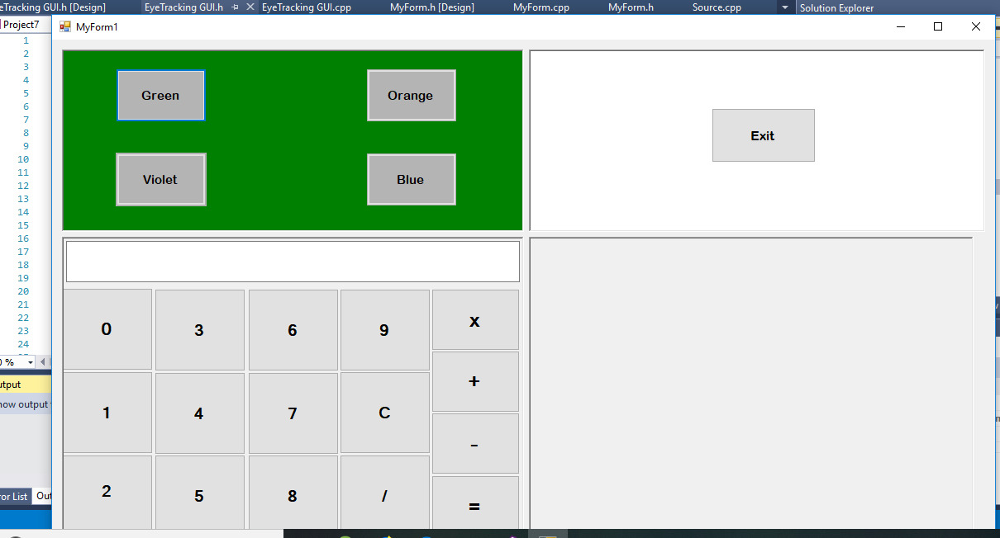 eTracking GUI.h [Design] EyeTracking GUI.h EyeTracking GUI.cpp MyForm.h [Design] MyForm.cpp MyForm.h Source.cpp Solution Explorer
Project7
MyForm1
1
2
3
4
5
6
7
8
9
10
11
12
13
14
15
16
17
18
19
20
21
22
23
24
0 %
utput
how output
ror List Out
Green Orange
Violet Blue
Exit
0 3 6 9 x
+
1 4 7 C
-
2 5 8 /
=